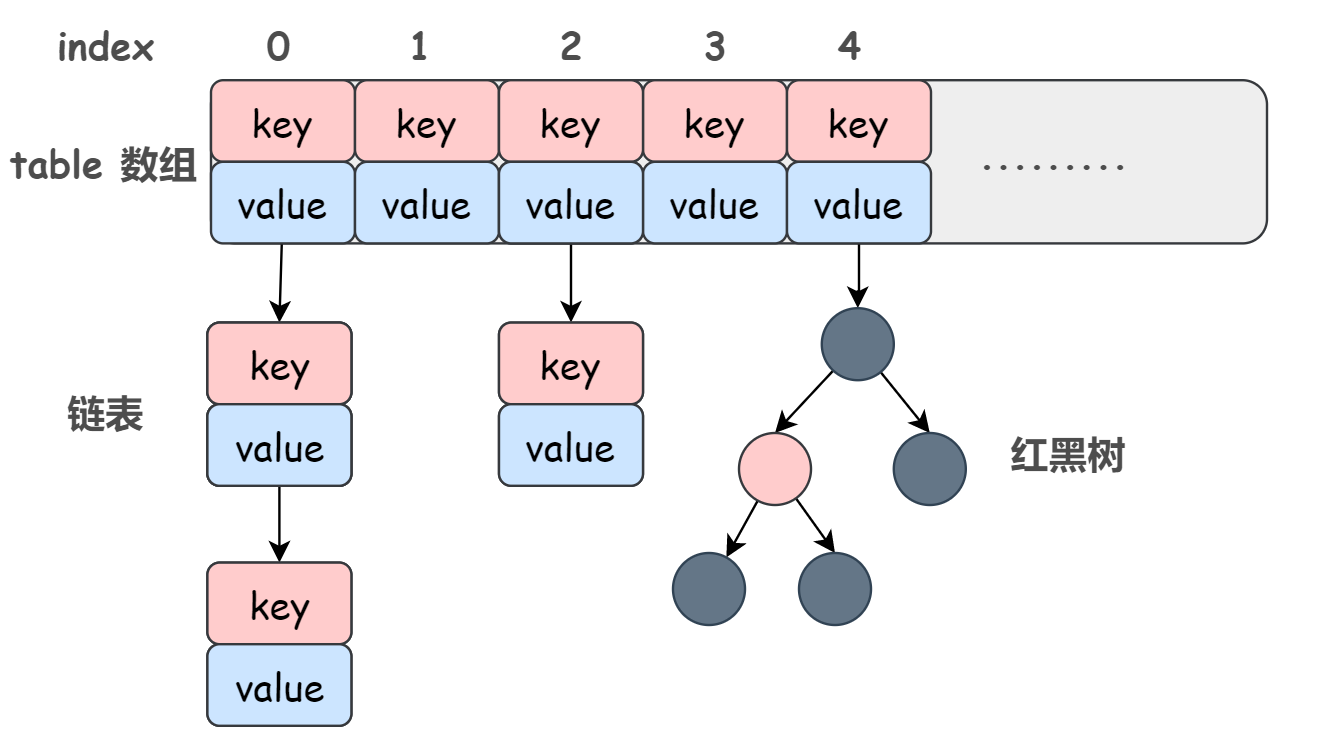 index 0 1 2 3 4
key key key key key
table 数组
value value value value value
.........
key key
链表
value value
红黑树
key
value